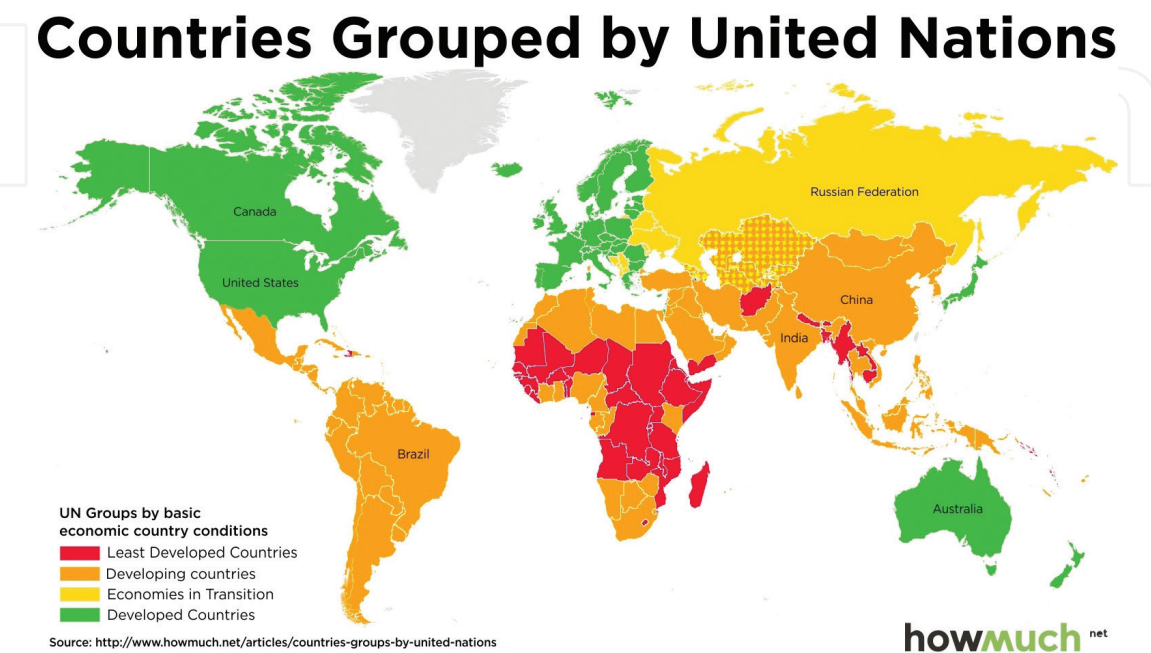 Countries Grouped by United Nations
Canada
Russian Federation
United States
China
India
Brazil
Australia
UN Groups by basic
economic country conditions
Least Developed Countries
Developing countries
Economies in Transition
Developed Countries
Source: http://www.howmuch.net/articles/countries-groups-by-united-nations
howmuch net